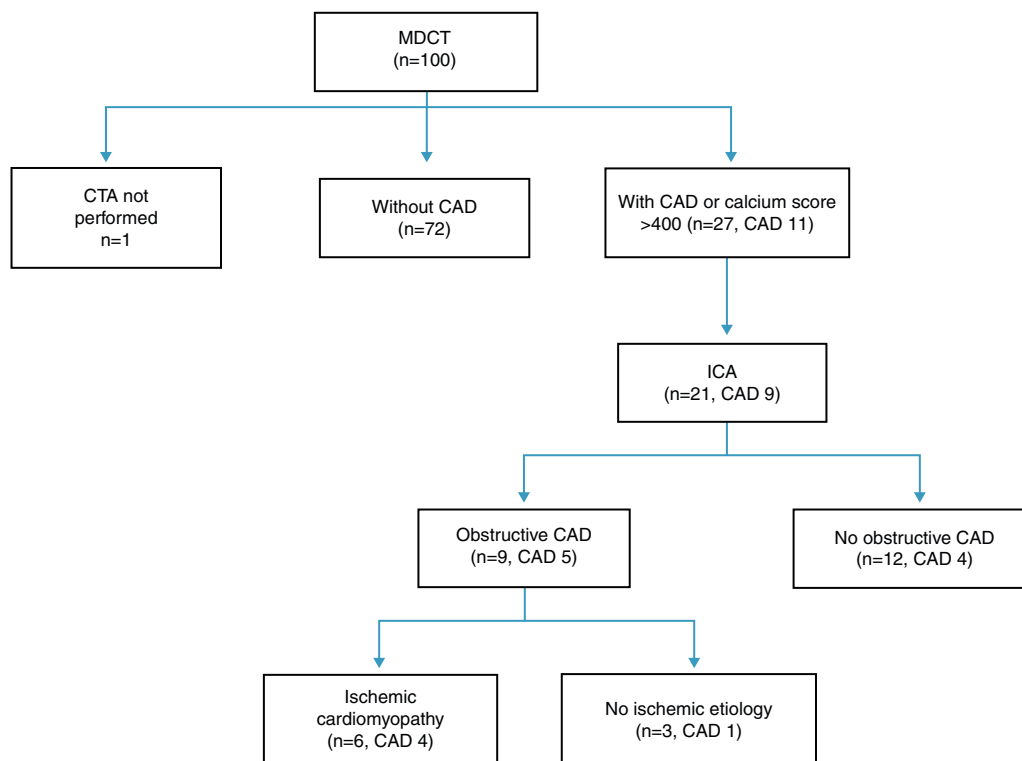 MDCT
(n=100)
CTA not
performed
n=1
Without CAD
(n=72)
With CAD or calcium score
>400 (n=27, CAD 11)
ICA
(n=21, CAD 9)
Obstructive CAD
(n=9, CAD 5)
No obstructive CAD
(n=12, CAD 4)
Ischemic
cardiomyopathy
(n=6, CAD 4)
No ischemic etiology
(n=3, CAD 1)